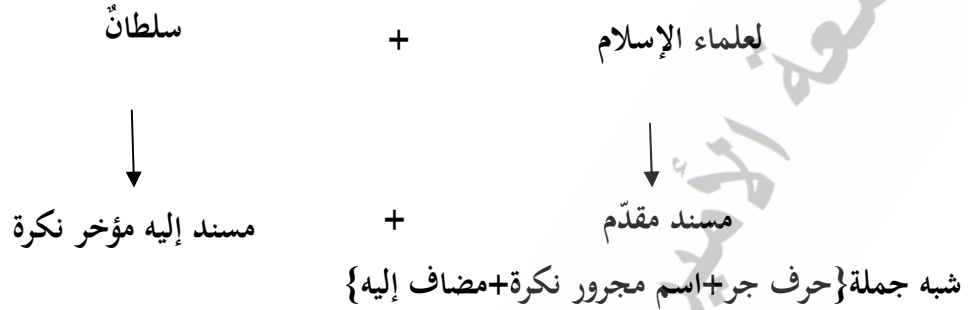 لعلماء الإسلام + سلطانٌ
مسند مقدّم + مسند إليه مؤخر نكرة
شبه جملة{حرف جر+اسم مجرور نكرة+مضاف إليه}